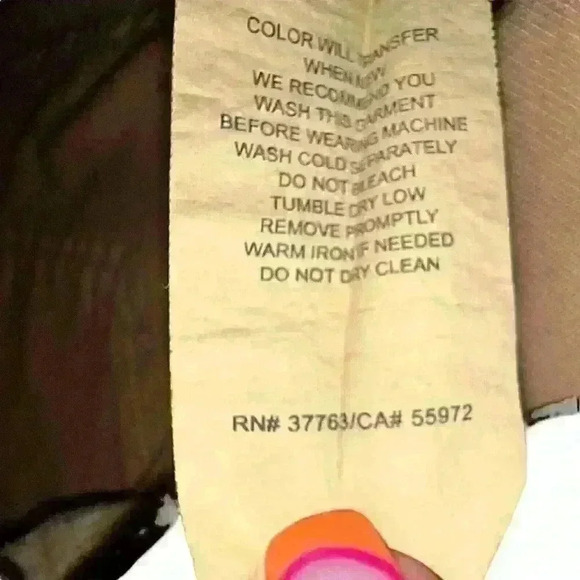 COLOR WILL TRANSFER
WHEN NEW
WE RECOMMEND YOU
WASH THIS GARMENT
BEFORE WEARING MACHINE
WASH COLD SEPARATELY
DO NOT BLEACH
TUMBLE DRY LOW
REMOVE PROMPTLY
WARM IRON IF NEEDED
DO NOT DRY CLEAN
RN# 37763/CA# 55972